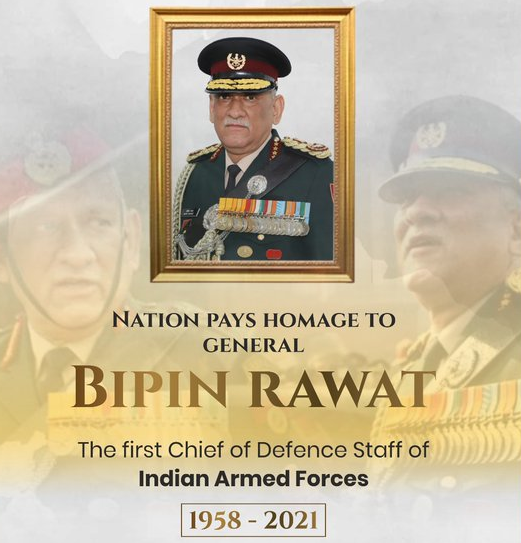 Nation pays homage to
general
Bipin Rawat
The first Chief of Defence Staff of
Indian Armed Forces
1958 - 2021